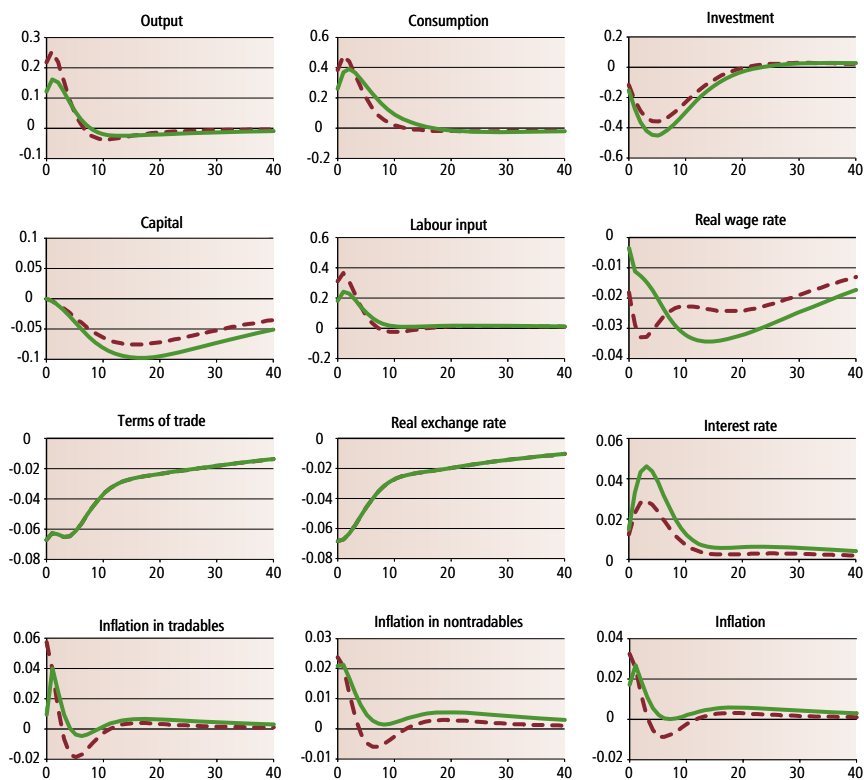 Output
0.3
0.2
0.1
0
-0.1
0 10 20 30 40
Consumption
0.6
0.4
0.2
0
-0.2
0 10 20 30 40
Investment
0.2
0
-0.2
-0.4
-0.6
0 10 20 30 40
Capital
0.1
0.05
0
-0.05
-0.1
0 10 20 30 40
Labour input
0.6
0.4
0.2
0
-0.2
0 10 20 30 40
Real wage rate
0
-0.01
-0.02
-0.03
-0.04
0 10 20 30 40
Terms of trade
0
-0.02
-0.04
-0.06
-0.08
0 10 20 30 40
Real exchange rate
0
-0.02
-0.04
-0.06
-0.08
0 10 20 30 40
Interest rate
0.06
0.04
0.02
0
0 10 20 30 40
Inflation in tradables
0.06
0.04
0.02
0
-0.02
0 10 20 30 40
Inflation in nontradables
0.03
0.02
0.01
0
-0.01
0 10 20 30 40
Inflation
0.04
0.02
0
-0.02
0 10 20 30 40